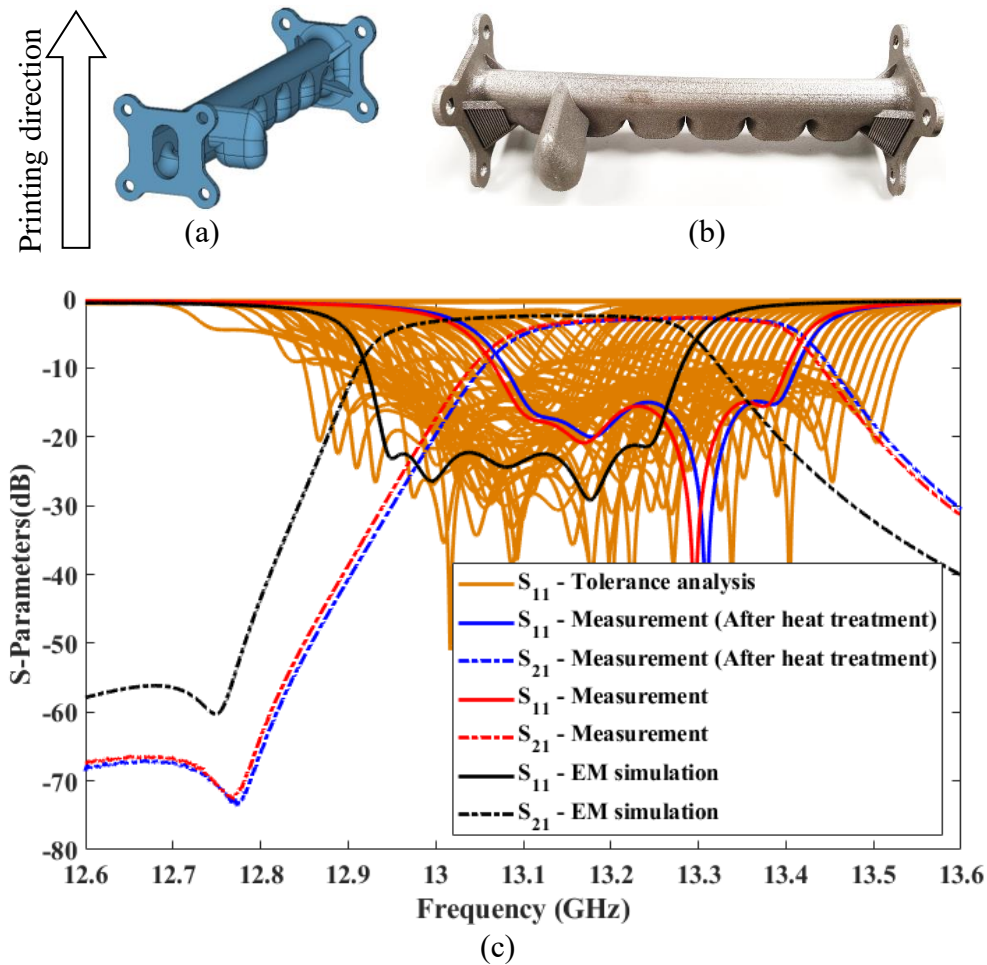 Printing direction
(a)
(b)
S-Parameters(dB)
0
-10
-20
-30
-40
-50
-60
-70
-80
S11 - Tolerance analysis
S11 - Measurement (After heat treatment)
S21 - Measurement (After heat treatment)
S11 - Measurement
S21 - Measurement
S11 - EM simulation
S21 - EM simulation
12.6 12.7 12.8 12.9 13 13.1 13.2 13.3 13.4 13.5 13.6
Frequency (GHz)
(c)